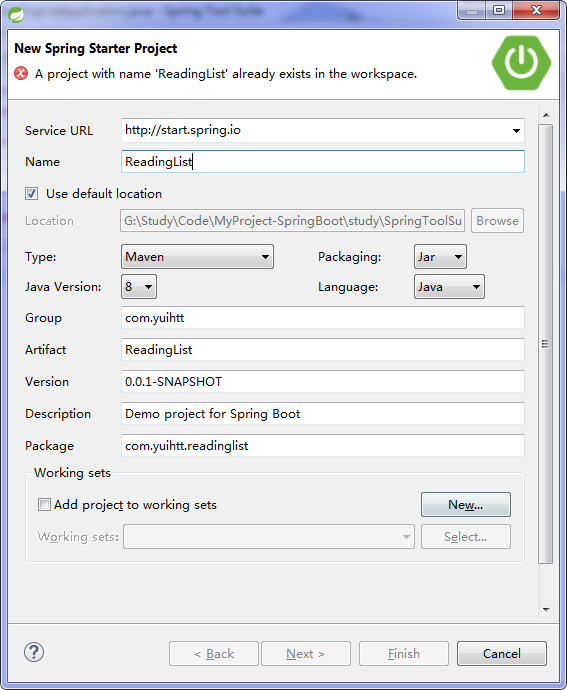 New Spring Starter Project
A project with name 'ReadingList' already exists in the workspace.
Service URL http://start.spring.io
Name ReadingList
Use default location
Location G:\Study\Code\MyProject-SpringBoot\study\SpringToolSu Browse
Type: Maven Packaging: Jar
Java Version: 8 Language: Java
Group com.yuihtt
Artifact ReadingList
Version 0.0.1-SNAPSHOT
Description Demo project for Spring Boot
Package com.yuihtt.readinglist
Working sets
Add project to working sets New...
Working sets: Select...
? < Back Next > Finish Cancel